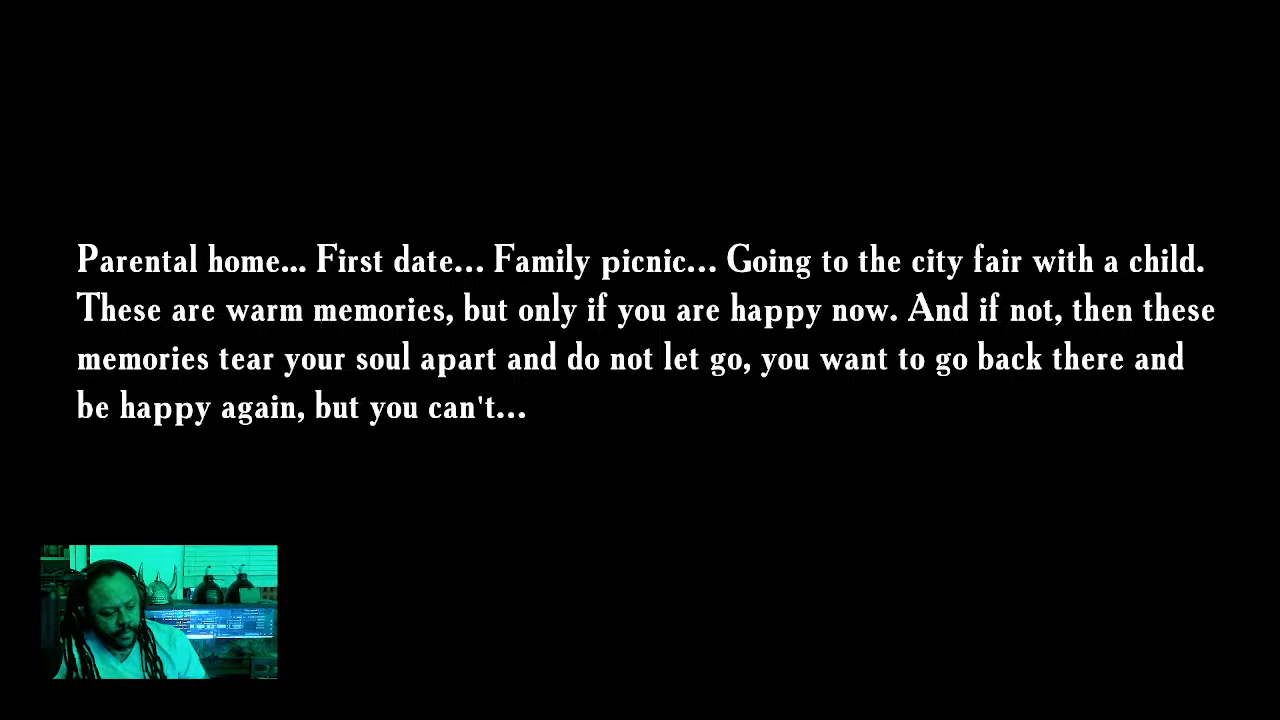 Parental home... First date... Family picnic... Going to the city fair with a child.
These are warm memories, but only if you are happy now. And if not, then these
memories tear your soul apart and do not let go, you want to go back there and
be happy again, but you can't...